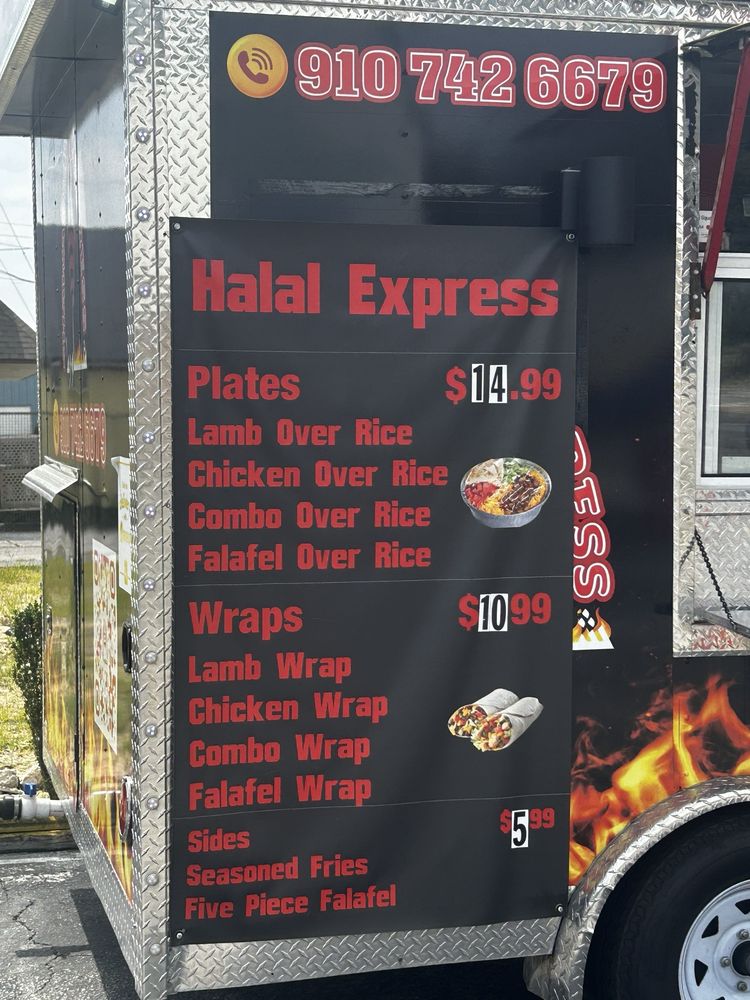 910 742 6679
Halal Express
Plates $14.99
Lamb Over Rice
Chicken Over Rice
Combo Over Rice
Falafel Over Rice
Wraps $10 99
Lamb Wrap
Chicken Wrap
Combo Wrap
Falafel Wrap
Sides $5 99
Seasoned Fries
Five Piece Falafel